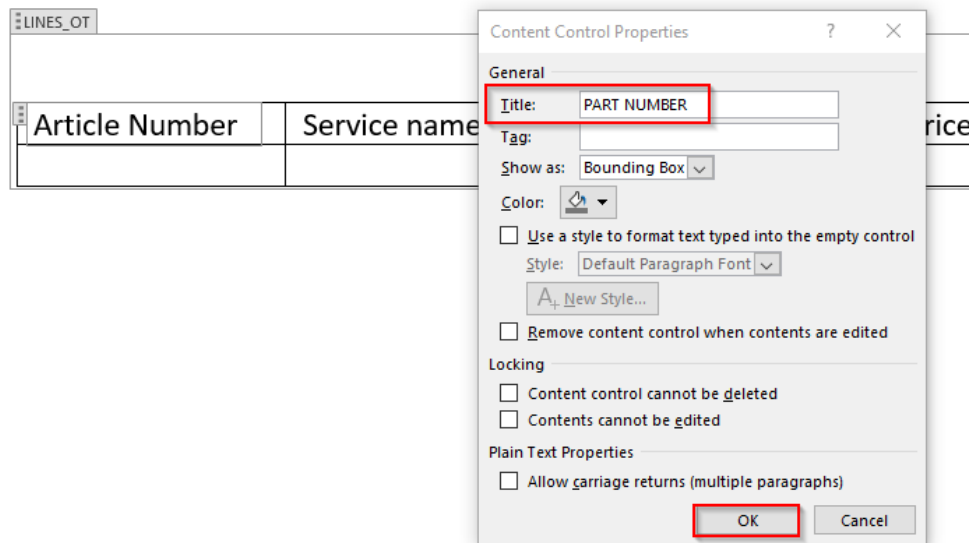 LINES_OT
Content Control Properties
General
Title: PART NUMBER
Article Number Service name rice
Tag:
Show as: Bounding Box
Color:
Use a style to format text typed into the empty control
Style: Default Paragraph Font
A+ New Style...
Remove content control when contents are edited
Locking
Content control cannot be deleted
Contents cannot be edited
Plain Text Properties
Allow carriage returns (multiple paragraphs)
OK Cancel